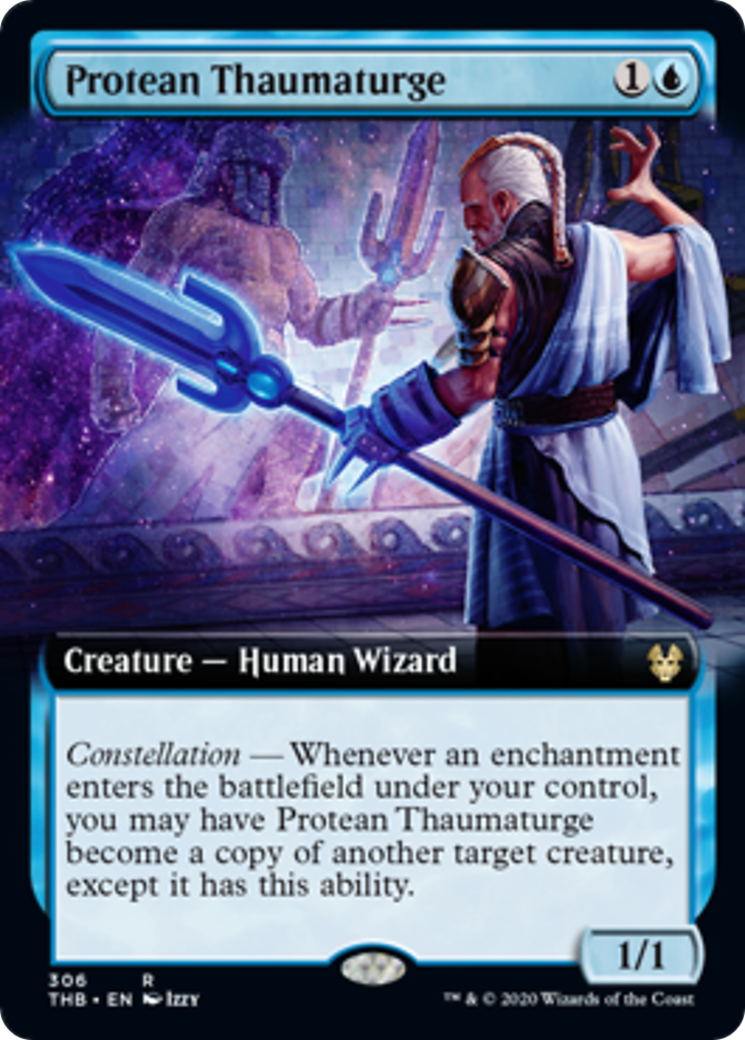 Protean Thaumaturge 1
Creature — Human Wizard
Constellation — Whenever an enchantment
enters the battlefield under your control,
you may have Protean Thaumaturge
become a copy of another target creature,
except it has this ability.
1/1
306 R
THB • EN Izzy
™ & © 2020 Wizards of the Coast